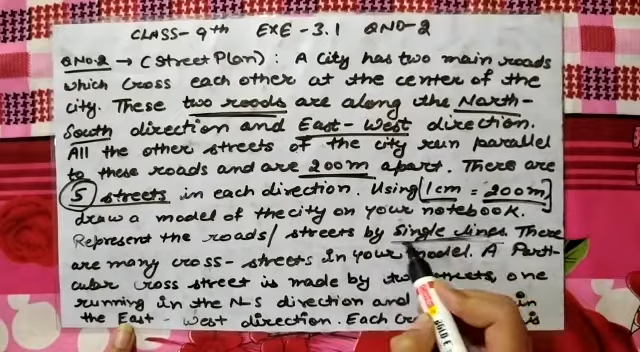 CLASS-9th EXE-3.1 QNO-2
QNO.2 → (Street Plan) : A city has two main roads
which cross each other at the center of the
city. These two roads are along the North-
South direction and East-West direction.
All the other streets of the city run parallel
to these roads and are 200m apart. There are
5 streets in each direction. Using [1cm = 200m]
draw a model of the city on your notebook.
Represent the roads/ streets by single lines. There
are many cross-streets in your model. A Parti-
cular cross street is made by two streets, one
running in the N-S direction and in
the East-West direction. Each is